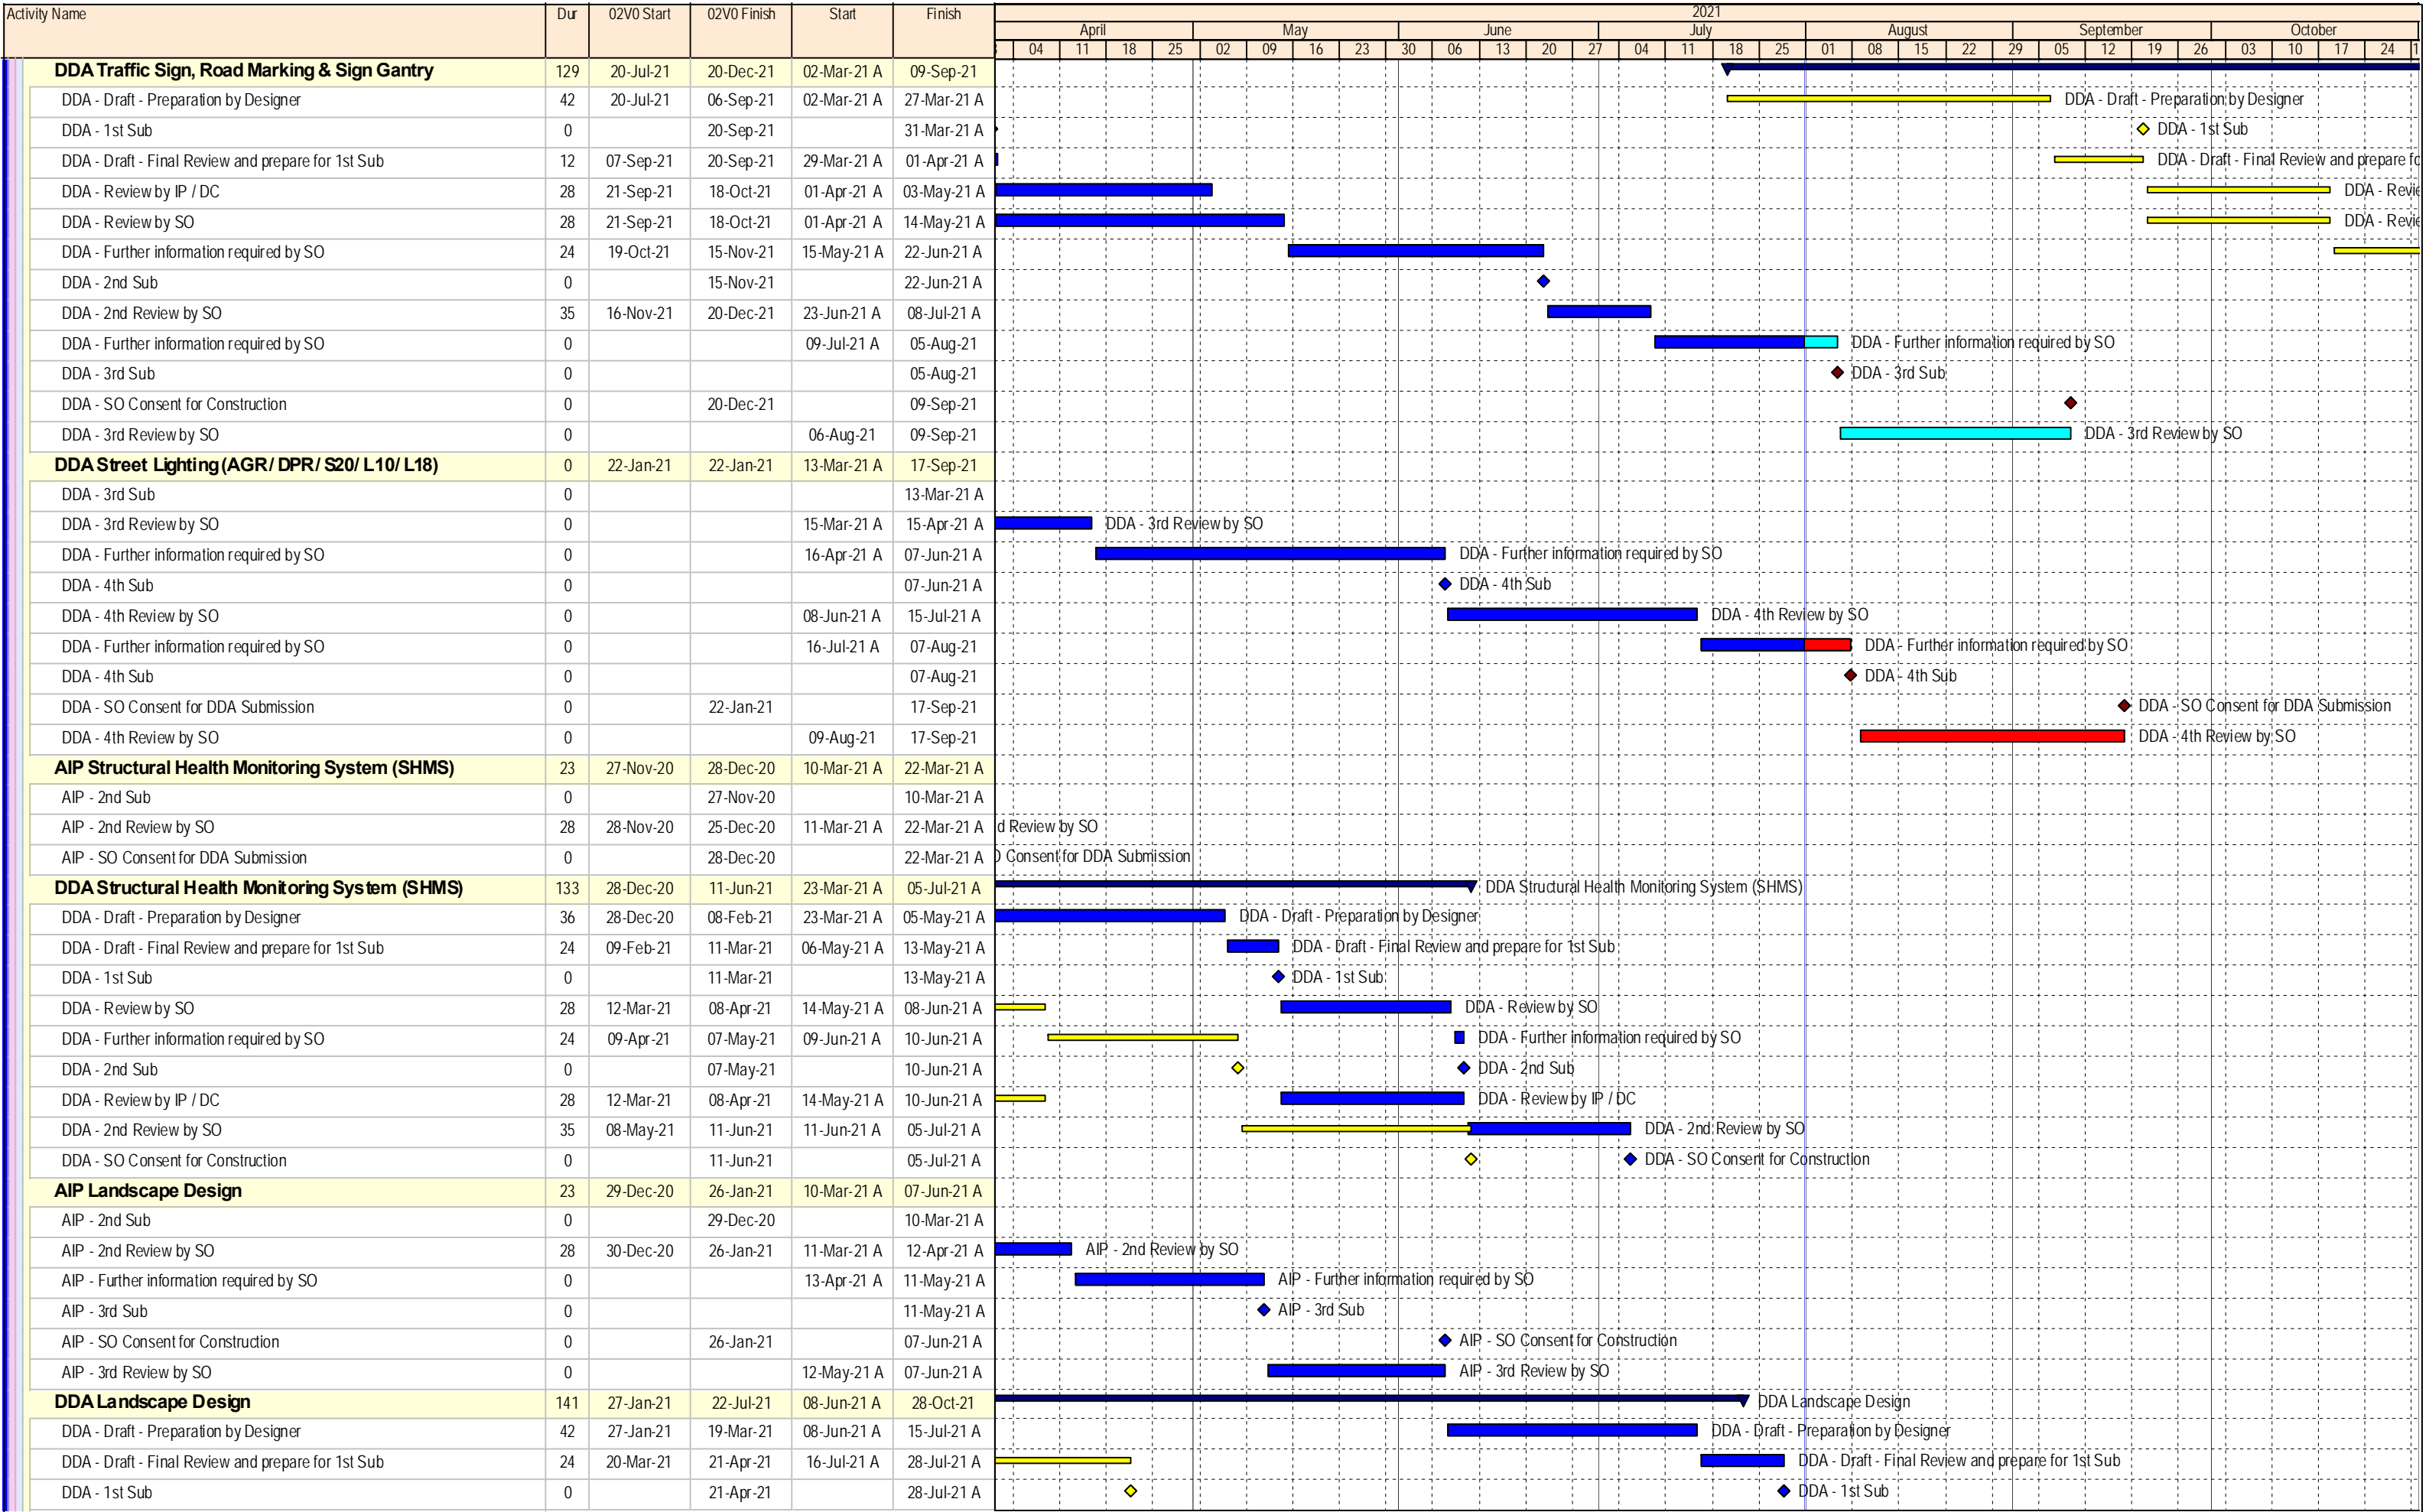 Activity Name Dur 02V0 Start 02V0 Finish Start Finish 2021
April May June July August September October
04 11 18 25 02 09 16 23 30 06 13 20 27 04 11 18 25 01 08 15 22 29 05 12 19 26 03 10 17 24
DDA Traffic Sign, Road Marking & Sign Gantry 129 20-Jul-21 20-Dec-21 02-Mar-21 A 09-Sep-21
DDA - Draft - Preparation by Designer 42 20-Jul-21 06-Sep-21 02-Mar-21 A 27-Mar-21 A DDA - Draft - Preparation by Designer
DDA - 1st Sub 0 20-Sep-21 31-Mar-21 A DDA - 1st Sub
DDA - Draft - Final Review and prepare for 1st Sub 12 07-Sep-21 20-Sep-21 29-Mar-21 A 01-Apr-21 A DDA - Draft - Final Review and prepare fo
DDA - Review by IP / DC 28 21-Sep-21 18-Oct-21 01-Apr-21 A 03-May-21 A DDA - Revie
DDA - Review by SO 28 21-Sep-21 18-Oct-21 01-Apr-21 A 14-May-21 A DDA - Revie
DDA - Further information required by SO 24 19-Oct-21 15-Nov-21 15-May-21 A 22-Jun-21 A
DDA - 2nd Sub 0 15-Nov-21 22-Jun-21 A
DDA - 2nd Review by SO 35 16-Nov-21 20-Dec-21 23-Jun-21 A 08-Jul-21 A
DDA - Further information required by SO 0 09-Jul-21 A 05-Aug-21 DDA - Further information required by SO
DDA - 3rd Sub 0 05-Aug-21 DDA - 3rd Sub
DDA - SO Consent for Construction 0 20-Dec-21 09-Sep-21
DDA - 3rd Review by SO 0 06-Aug-21 09-Sep-21 DDA - 3rd Review by SO
DDA Street Lighting (AGR/ DPR/ S20/ L10/ L18) 0 22-Jan-21 22-Jan-21 13-Mar-21 A 17-Sep-21
DDA - 3rd Sub 0 13-Mar-21 A
DDA - 3rd Review by SO 0 15-Mar-21 A 15-Apr-21 A DDA - 3rd Review by SO
DDA - Further information required by SO 0 16-Apr-21 A 07-Jun-21 A DDA - Further information required by SO
DDA - 4th Sub 0 07-Jun-21 A DDA - 4th Sub
DDA - 4th Review by SO 0 08-Jun-21 A 15-Jul-21 A DDA - 4th Review by SO
DDA - Further information required by SO 0 16-Jul-21 A 07-Aug-21 DDA - Further information required by SO
DDA - 4th Sub 0 07-Aug-21 DDA - 4th Sub
DDA - SO Consent for DDA Submission 0 22-Jan-21 17-Sep-21 DDA - SO Consent for DDA Submission
DDA - 4th Review by SO 0 09-Aug-21 17-Sep-21 DDA - 4th Review by SO
AIP Structural Health Monitoring System (SHMS) 23 27-Nov-20 28-Dec-20 10-Mar-21 A 22-Mar-21 A
AIP - 2nd Sub 0 27-Nov-20 10-Mar-21 A
AIP - 2nd Review by SO 28 28-Nov-20 25-Dec-20 11-Mar-21 A 22-Mar-21 A d Review by SO
AIP - SO Consent for DDA Submission 0 28-Dec-20 22-Mar-21 A O Consent for DDA Submission
DDA Structural Health Monitoring System (SHMS) 133 28-Dec-20 11-Jun-21 23-Mar-21 A 05-Jul-21 A DDA Structural Health Monitoring System (SHMS)
DDA - Draft - Preparation by Designer 36 28-Dec-20 08-Feb-21 23-Mar-21 A 05-May-21 A DDA - Draft - Preparation by Designer
DDA - Draft - Final Review and prepare for 1st Sub 24 09-Feb-21 11-Mar-21 06-May-21 A 13-May-21 A DDA - Draft - Final Review and prepare for 1st Sub
DDA - 1st Sub 0 11-Mar-21 13-May-21 A DDA - 1st Sub
DDA - Review by SO 28 12-Mar-21 08-Apr-21 14-May-21 A 08-Jun-21 A DDA - Review by SO
DDA - Further information required by SO 24 09-Apr-21 07-May-21 09-Jun-21 A 10-Jun-21 A DDA - Further information required by SO
DDA - 2nd Sub 0 07-May-21 10-Jun-21 A DDA - 2nd Sub
DDA - Review by IP / DC 28 12-Mar-21 08-Apr-21 14-May-21 A 10-Jun-21 A DDA - Review by IP / DC
DDA - 2nd Review by SO 35 08-May-21 11-Jun-21 11-Jun-21 A 05-Jul-21 A DDA - 2nd Review by SO
DDA - SO Consent for Construction 0 11-Jun-21 05-Jul-21 A DDA - SO Consent for Construction
AIP Landscape Design 23 29-Dec-20 26-Jan-21 10-Mar-21 A 07-Jun-21 A
AIP - 2nd Sub 0 29-Dec-20 10-Mar-21 A
AIP - 2nd Review by SO 28 30-Dec-20 26-Jan-21 11-Mar-21 A 12-Apr-21 A AIP - 2nd Review by SO
AIP - Further information required by SO 0 13-Apr-21 A 11-May-21 A AIP - Further information required by SO
AIP - 3rd Sub 0 11-May-21 A AIP - 3rd Sub
AIP - SO Consent for Construction 0 26-Jan-21 07-Jun-21 A AIP - SO Consent for Construction
AIP - 3rd Review by SO 0 12-May-21 A 07-Jun-21 A AIP - 3rd Review by SO
DDA Landscape Design 141 27-Jan-21 22-Jul-21 08-Jun-21 A 28-Oct-21 DDA Landscape Design
DDA - Draft - Preparation by Designer 42 27-Jan-21 19-Mar-21 08-Jun-21 A 15-Jul-21 A DDA - Draft - Preparation by Designer
DDA - Draft - Final Review and prepare for 1st Sub 24 20-Mar-21 21-Apr-21 16-Jul-21 A 28-Jul-21 A DDA - Draft - Final Review and prepare for 1st Sub
DDA - 1st Sub 0 21-Apr-21 28-Jul-21 A DDA - 1st Sub